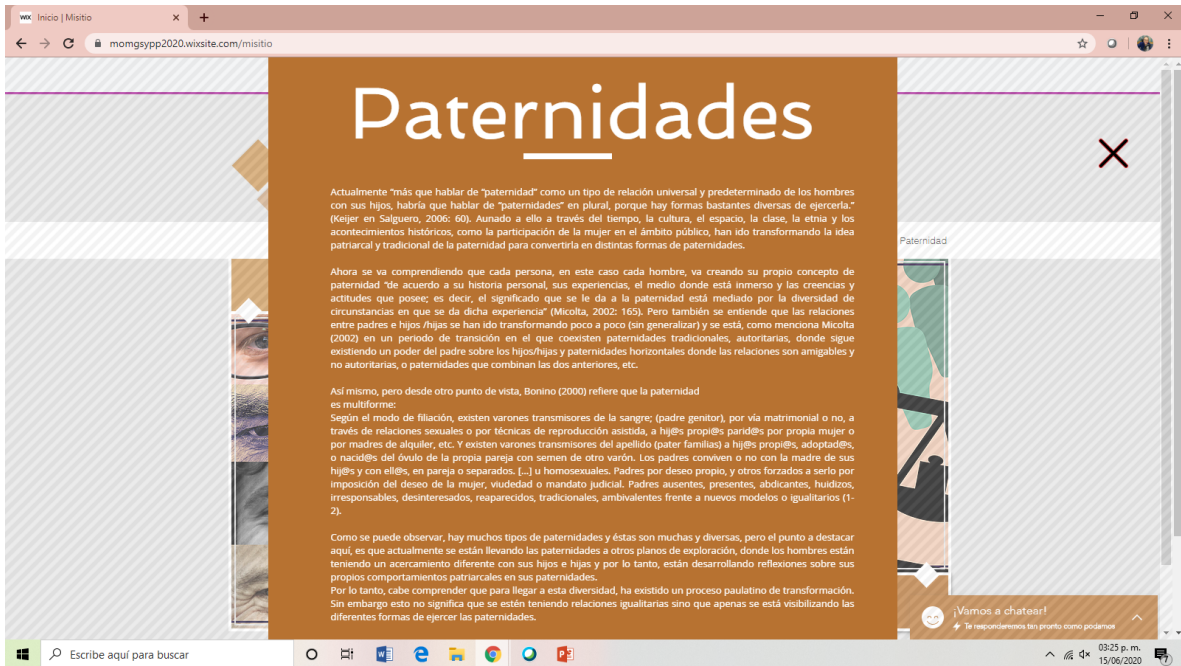 WiX Inicio | Misitio
momgsypp2020.wixsite.com/misitio
Paternidades
Actualmente “más que hablar de “paternidad” como un tipo de relación universal y predeterminado de los hombres
con sus hijos, habría que hablar de “paternidades” en plural, porque hay formas bastantes diversas de ejercerla.”
(Keijer en Salguero, 2006: 60). Aunado a ello a través del tiempo, la cultura, el espacio, la clase, la etnia y los
acontecimientos históricos, como la participación de la mujer en el ámbito público, han ido transformando la idea
patriarcal y tradicional de la paternidad para convertirla en distintas formas de paternidades.
Ahora se va comprendiendo que cada persona, en este caso cada hombre, va creando su propio concepto de
paternidad “de acuerdo a su historia personal, sus experiencias, el medio donde está inmerso y las creencias y
actitudes que posee; es decir, el significado que se le da a la paternidad está mediado por la diversidad de
circunstancias en que se da dicha experiencia” (Micolta, 2002: 165). Pero también se entiende que las relaciones
entre padres e hijos /hijas se han ido transformando poco a poco (sin generalizar) y se está, como menciona Micolta
(2002) en un periodo de transición en el que coexisten paternidades tradicionales, autoritarias, donde sigue
existiendo un poder del padre sobre los hijos/hijas y paternidades horizontales donde las relaciones son amigables y
no autoritarias, o paternidades que combinan las dos anteriores, etc.
Así mismo, pero desde otro punto de vista, Bonino (2000) refiere que la paternidad
es multiforme:
Según el modo de filiación, existen varones transmisores de la sangre; (padre genitor), por vía matrimonial o no, a
través de relaciones sexuales o por técnicas de reproducción asistida, a hij@s propi@s parid@s por propia mujer o
por madres de alquiler, etc. Y existen varones transmisores del apellido (pater familias) a hij@s propi@s, adoptad@s,
o nacid@s del óvulo de la propia pareja con semen de otro varón. Los padres conviven o no con la madre de sus
hij@s y con ell@s, en pareja o separados. [...] u homosexuales. Padres por deseo propio, y otros forzados a serlo por
imposición del deseo de la mujer, viudedad o mandato judicial. Padres ausentes, presentes, abdicantes, huidizos,
irresponsables, desinteresados, reaparecidos, tradicionales, ambivalentes frente a nuevos modelos o igualitarios (1-
2).
Como se puede observar, hay muchos tipos de paternidades y éstas son muchas y diversas, pero el punto a destacar
aquí, es que actualmente se están llevando las paternidades a otros planos de exploración, donde los hombres están
teniendo un acercamiento diferente con sus hijos e hijas y por lo tanto, están desarrollando reflexiones sobre sus
propios comportamientos patriarcales en sus paternidades.
Por lo tanto, cabe comprender que para llegar a esta diversidad, ha existido un proceso paulatino de transformación.
Sin embargo esto no significa que se estén teniendo relaciones igualitarias sino que apenas se está visibilizando las
diferentes formas de ejercer las paternidades.
Paternidad
¡Vamos a chatear!
Te responderemos tan pronto como podamos
Escribe aquí para buscar
03:25 p. m.
15/06/2020